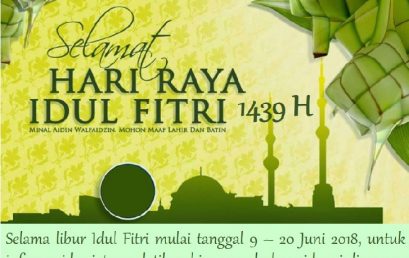 Selamat
HARI RAYA
IDUL FITRI 1439 H
MINAL AIDIN WALFAIDZIN. MOHON MAAF LAHIR DAN BATIN
Selama libur Idul Fitri mulai tanggal 9 – 20 Juni 2018, untuk